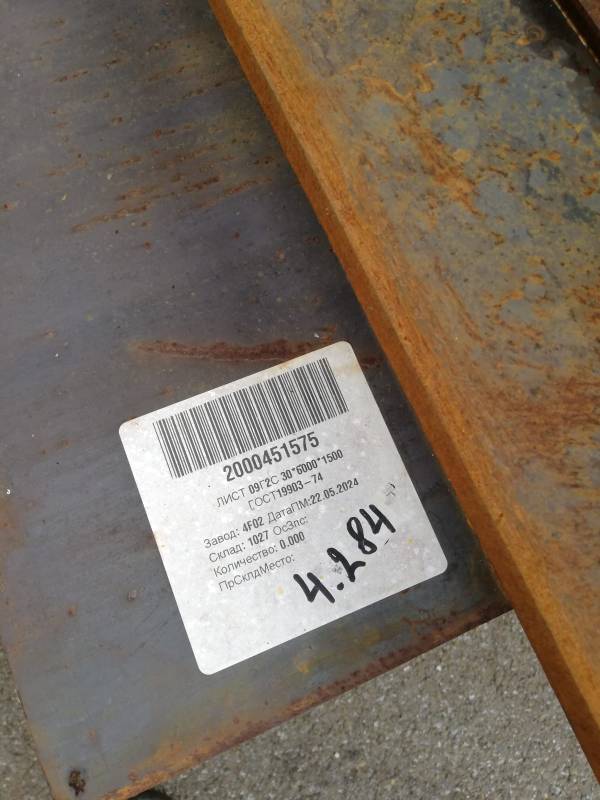 2000451575
ЛИСТ 09Г2С 30*6000*1500
ГОСТ19903-74
Завод: 4F02 ДатаПМ:22.05.2024
Склад: 1027 ОсЗпс:
Количество: 0.000
ПрСклдМесто:
4.284